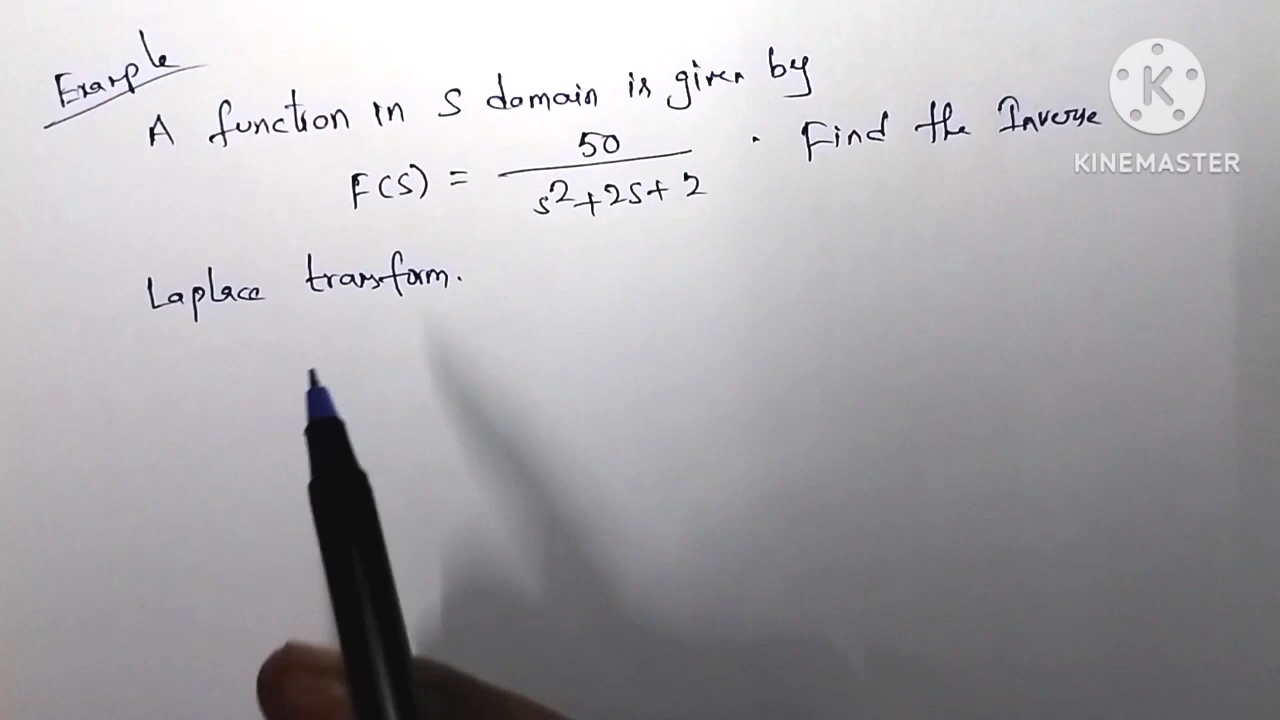 Example
A function in S domain is given by
F(S) = 50 / s²+2s+2 . Find the Inverse
Laplace transform.
K
KINEMASTER